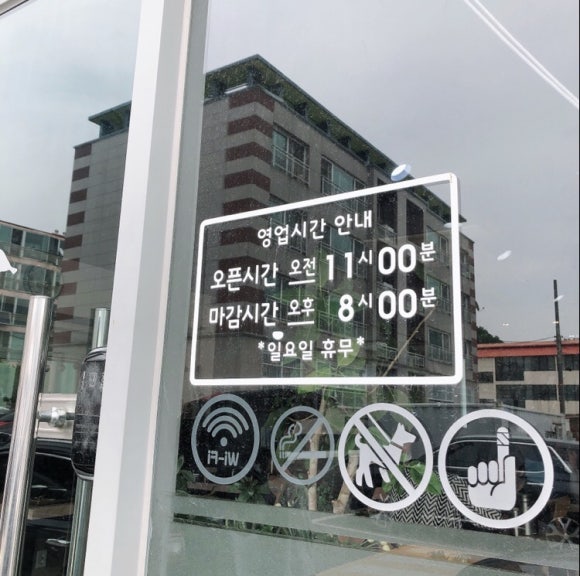 영업시간 안내
오픈시간 오전 11시 00분
마감시간 오후 8시 00분
*일요일 휴무*
Wi-Fi